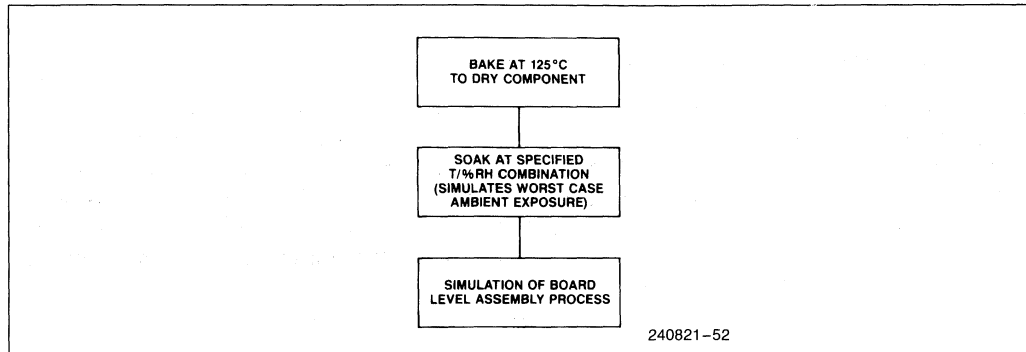 BAKE AT 125°C
TO DRY COMPONENT
SOAK AT SPECIFIED
T/%RH COMBINATION
(SIMULATES WORST CASE
AMBIENT EXPOSURE)
SIMULATION OF BOARD
LEVEL ASSEMBLY PROCESS
240821–52